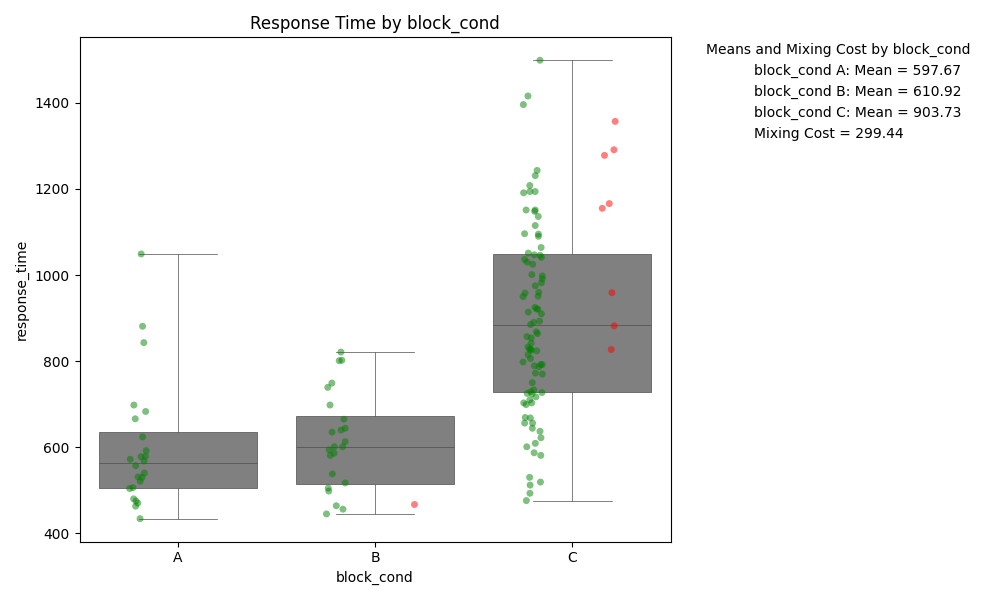 Response Time by block_cond
Means and Mixing Cost by block_cond
block_cond A: Mean = 597.67
block_cond B: Mean = 610.92
block_cond C: Mean = 903.73
Mixing Cost = 299.44
response_time
1400
1200
1000
800
600
400
A
B
C
block_cond